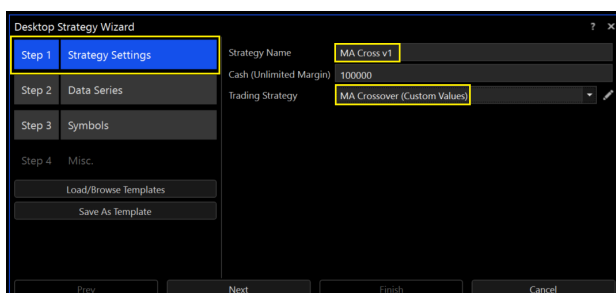 Desktop Strategy Wizard ? ×
Step 1 Strategy Settings
Strategy Name MA Cross v1
Cash (Unlimited Margin) 100000
Step 2 Data Series
Trading Strategy MA Crossover (Custom Values)
Step 3 Symbols
Step 4 Misc.
Load/Browse Templates
Save As Template
Prev Next Finish Cancel